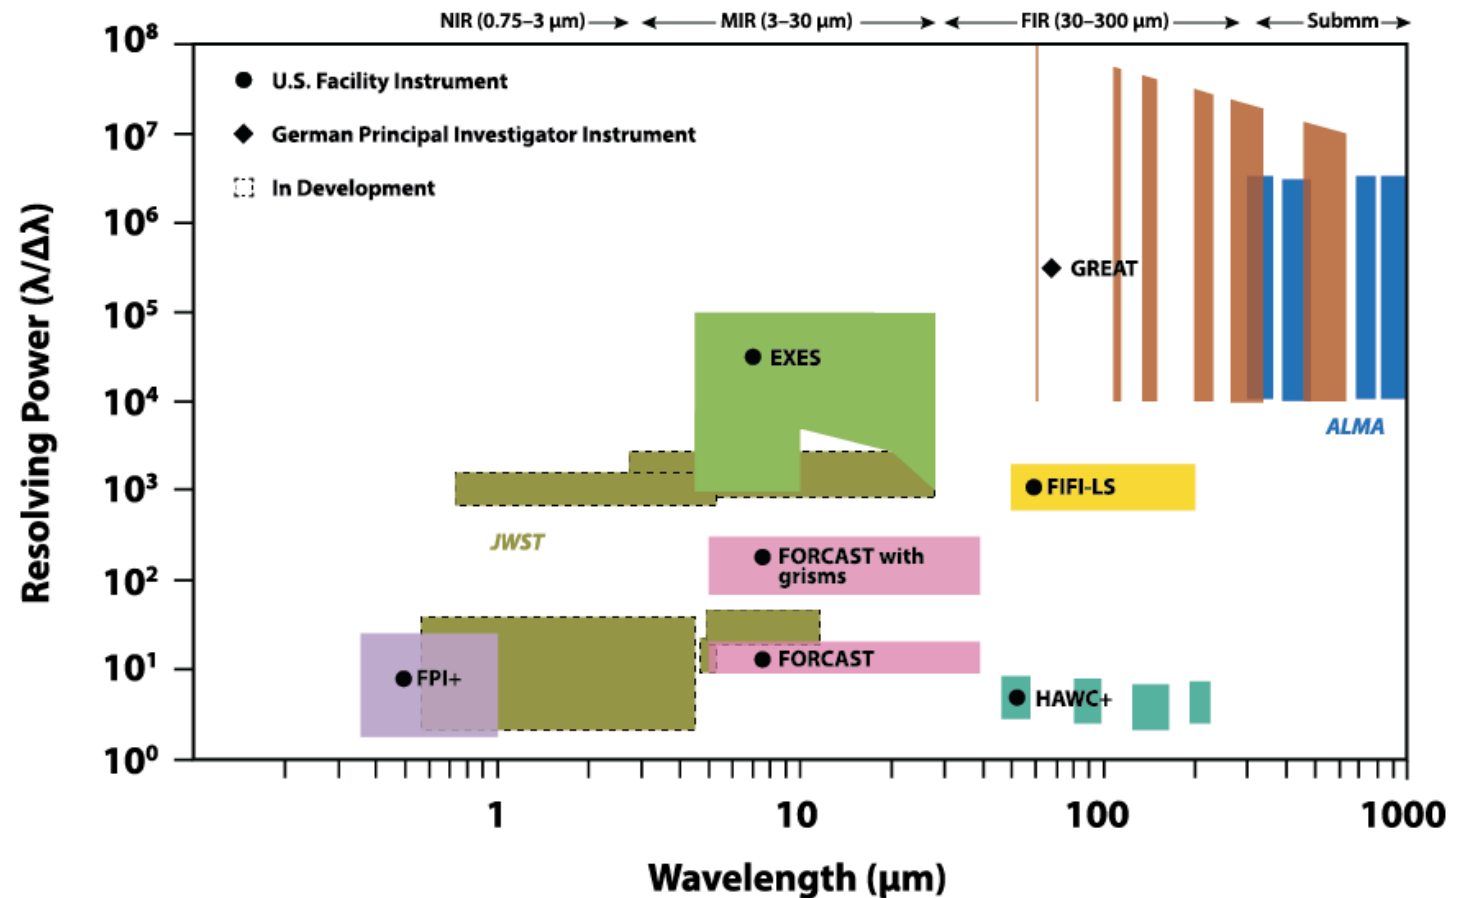 NIR (0.75–3 µm)
MIR (3–30 µm)
FIR (30–300 µm)
Submm
10⁸
10⁷
10⁶
10⁵
10⁴
10³
10²
10¹
10⁰
Resolving Power (λ/Δλ)
U.S. Facility Instrument
German Principal Investigator Instrument
In Development
GREAT
EXES
ALMA
FIFI-LS
JWST
FORCAST with
grisms
FORCAST
FPI+
HAWC+
1
10
100
1000
Wavelength (µm)